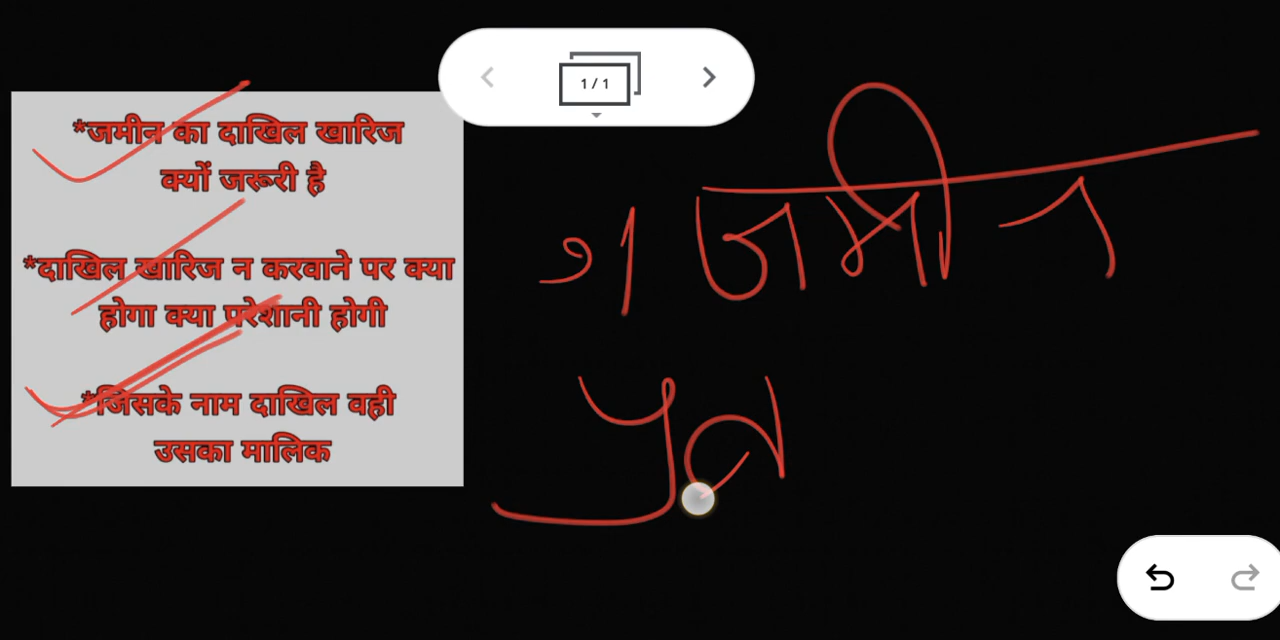 *जमीन का दाखिल खारिज
क्यों जरूरी है
*दाखिल खारिज न करवाने पर क्या
होगा क्या परेशानी होगी
*जिसके नाम दाखिल वही
उसका मालिक
1/1
जमीन